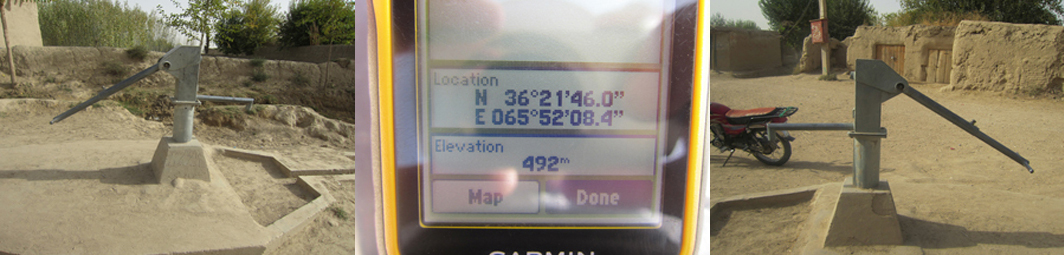 Location
N 36°21'46.0"
E 065°52'08.4"
Elevation
492m
Map Done
GARMIN